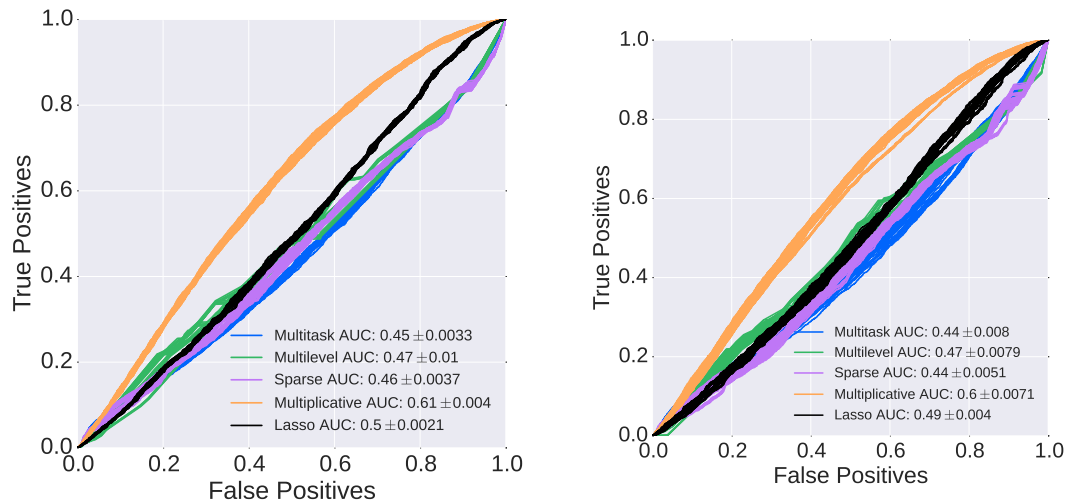 1.0
0.8
0.6
0.4
0.2
0.0
True Positives
Multitask AUC: 0.45±0.0033
Multilevel AUC: 0.47±0.01
Sparse AUC: 0.46±0.0037
Multiplicative AUC: 0.61±0.004
Lasso AUC: 0.5±0.0021
0.0 0.2 0.4 0.6 0.8 1.0
False Positives
1.0
0.8
0.6
0.4
0.2
0.0
True Positives
Multitask AUC: 0.44±0.008
Multilevel AUC: 0.47±0.0079
Sparse AUC: 0.44±0.0051
Multiplicative AUC: 0.6±0.0071
Lasso AUC: 0.49±0.004
0.0 0.2 0.4 0.6 0.8 1.0
False Positives